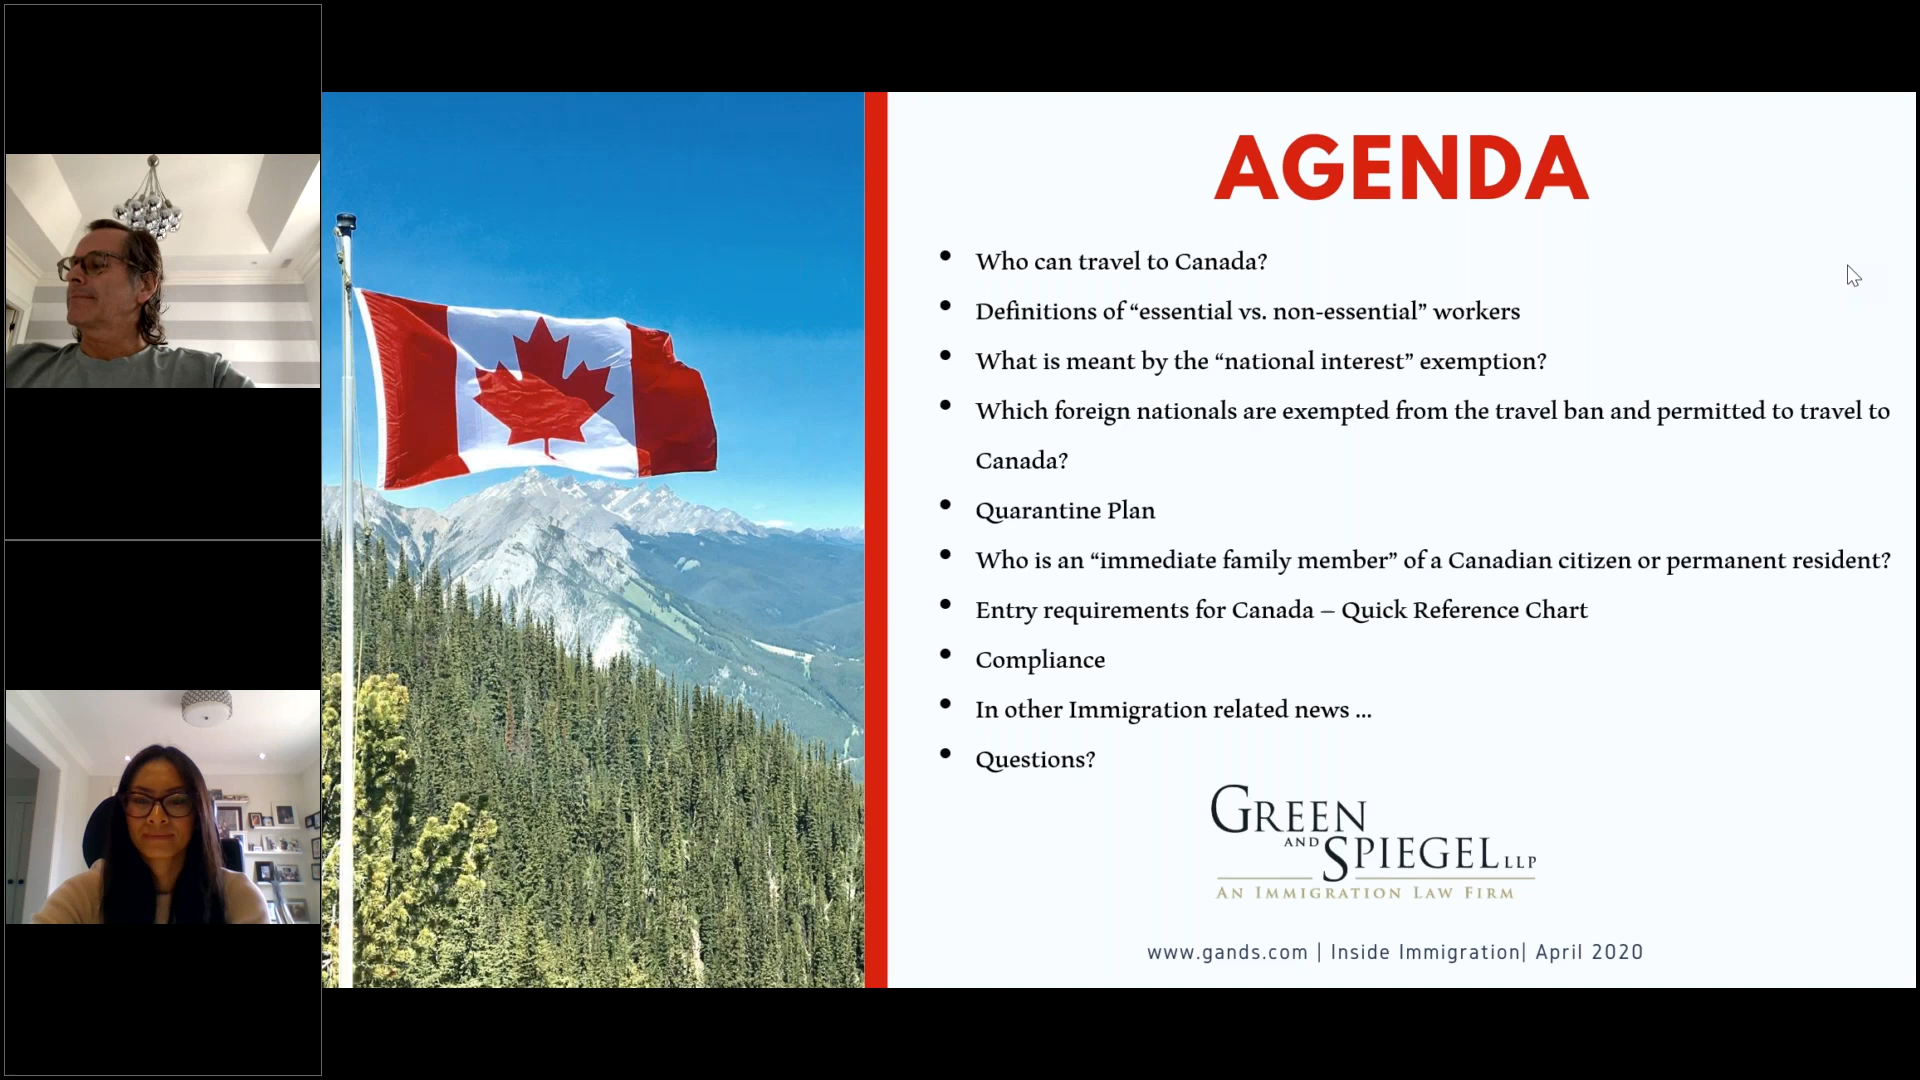 AGENDA
• Who can travel to Canada?
• Definitions of “essential vs. non-essential” workers
• What is meant by the “national interest” exemption?
• Which foreign nationals are exempted from the travel ban and permitted to travel to
Canada?
• Quarantine Plan
• Who is an “immediate family member” of a Canadian citizen or permanent resident?
• Entry requirements for Canada – Quick Reference Chart
• Compliance
• In other Immigration related news ...
• Questions?
GREEN
AND SPIEGEL LLP
AN IMMIGRATION LAW FIRM
www.gands.com | Inside Immigration| April 2020